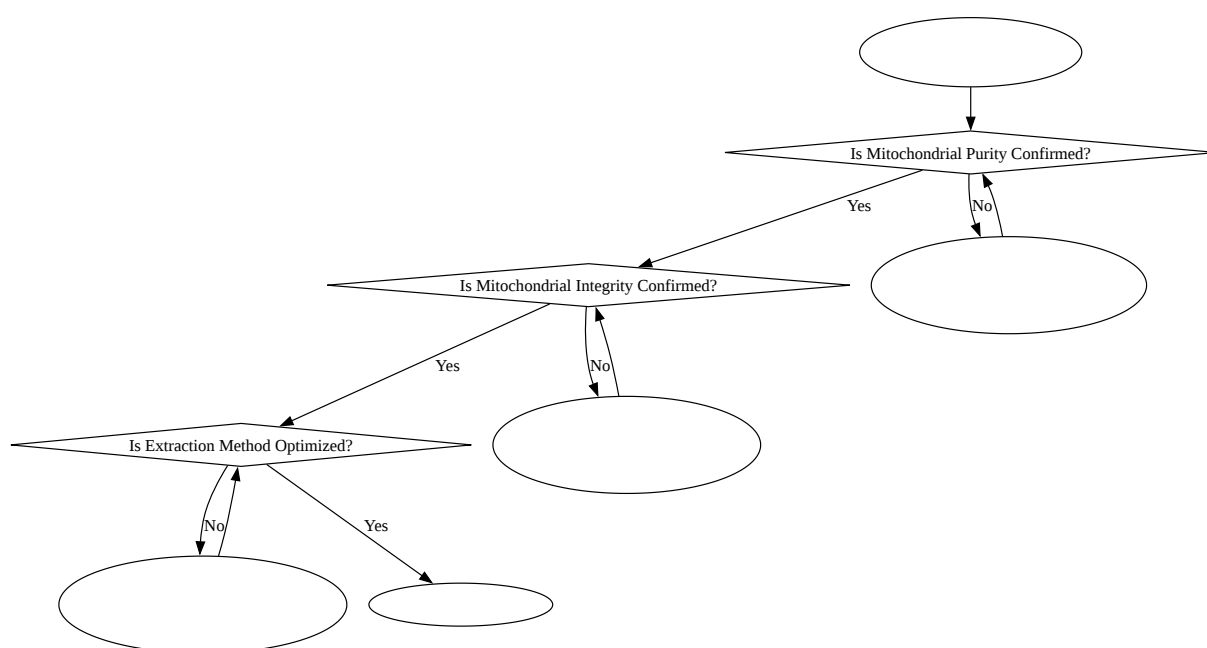 Is Mitochondrial Purity Confirmed?
Yes
No
Is Mitochondrial Integrity Confirmed?
Yes
No
Is Extraction Method Optimized?
No
Yes